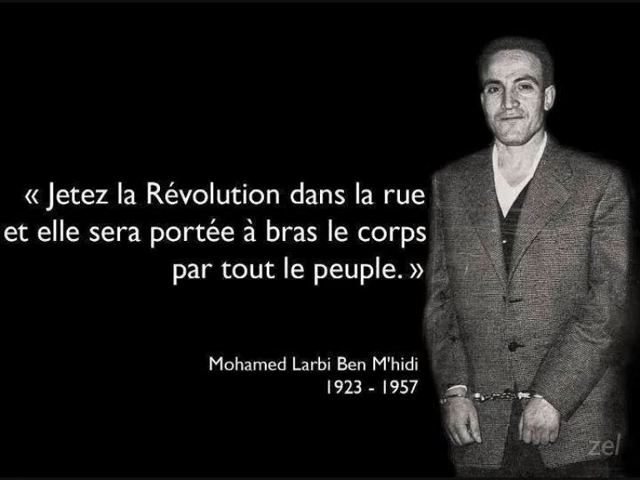 « Jetez la Révolution dans la rue
et elle sera portée à bras le corps
par tout le peuple. »
Mohamed Larbi Ben M'hidi
1923 - 1957
zel